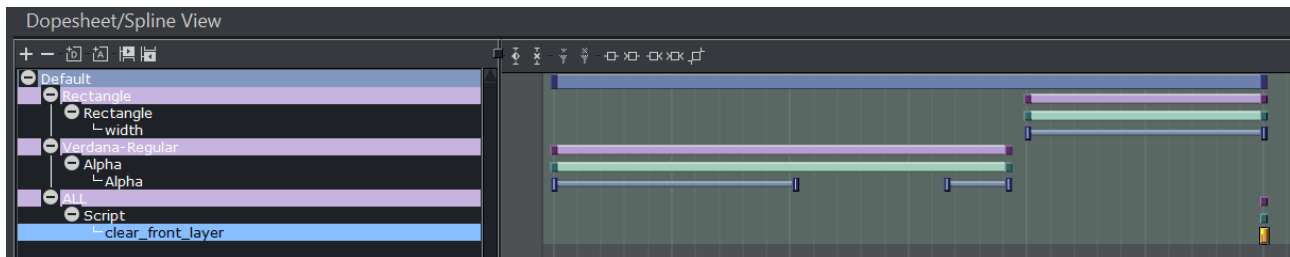 Dopesheet/Spline View
Default
Rectangle
Rectangle
width
Verdana-Regular
Alpha
Alpha
ALL
Script
clear_front_layer